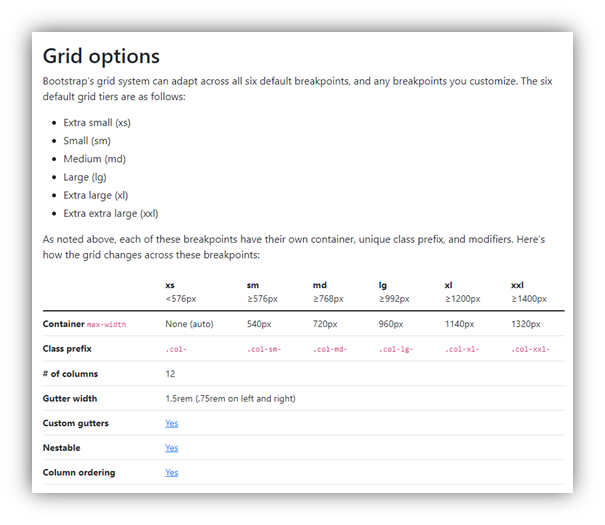 Grid options
Bootstrap's grid system can adapt across all six default breakpoints, and any breakpoints you customize. The six
default grid tiers are as follows:
Extra small (xs)
Small (sm)
Medium (md)
Large (lg)
Extra large (xl)
Extra extra large (xxl)
As noted above, each of these breakpoints have their own container, unique class prefix, and modifiers. Here's
how the grid changes across these breakpoints:
xs sm md lg xl xxl
<576px ≥576px ≥768px ≥992px ≥1200px ≥1400px
Container max-width None (auto) 540px 720px 960px 1140px 1320px
Class prefix .col- .col-sm- .col-md- .col-lg- .col-xl- .col-xxl-
# of columns 12
Gutter width 1.5rem (.75rem on left and right)
Custom gutters Yes
Nestable Yes
Column ordering Yes